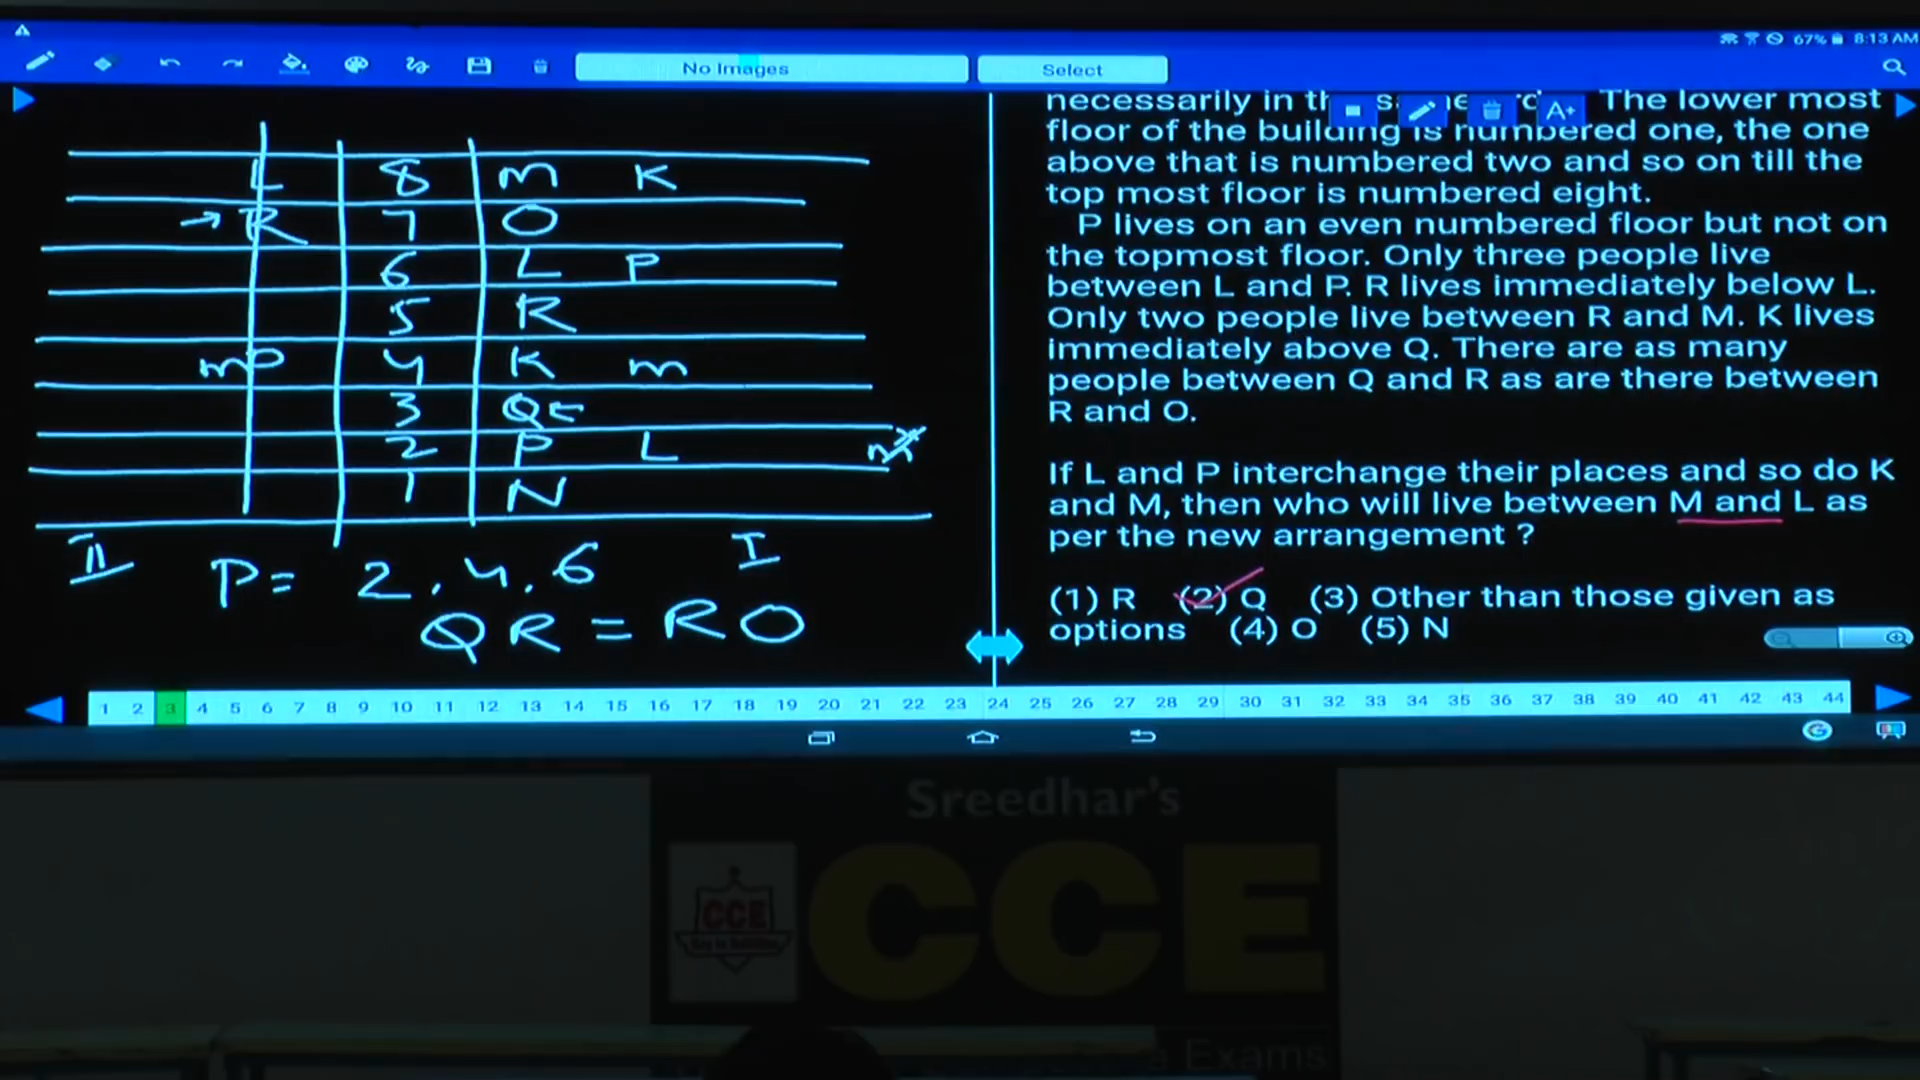 67% 8:13 AM
No Images Select
A+
L 8 M K
→ R 7 O
6 L P
5 R
m P 4 K m
3 Q ←
2 P L m
1 N
II I
P = 2, 4, 6
QR = RO
necessarily in The lower most
floor of the building is numbered one, the one
above that is numbered two and so on till the
top most floor is numbered eight.
P lives on an even numbered floor but not on
the topmost floor. Only three people live
between L and P. R lives immediately below L.
Only two people live between R and M. K lives
immediately above Q. There are as many
people between Q and R as are there between
R and O.
If L and P interchange their places and so do K
and M, then who will live between M and L as
per the new arrangement ?
(1) R (2) Q (3) Other than those given as
options (4) O (5) N
1 2 3 4 5 6 7 8 9 10 11 12 13 14 15 16 17 18 19 20 21 22 23 24 25 26 27 28 29 30 31 32 33 34 35 36 37 38 39 40 41 42 43 44
Sreedhar's
CCE
CCE
Exams